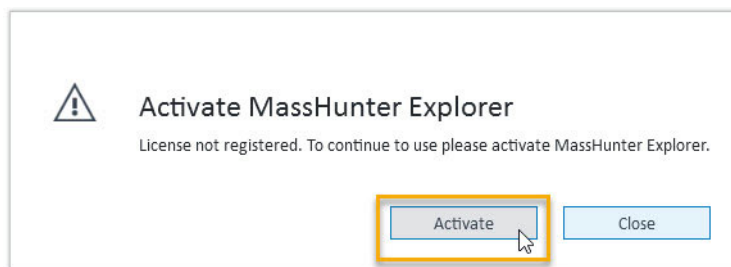 Activate MassHunter Explorer
License not registered. To continue to use please activate MassHunter Explorer.
Activate
Close